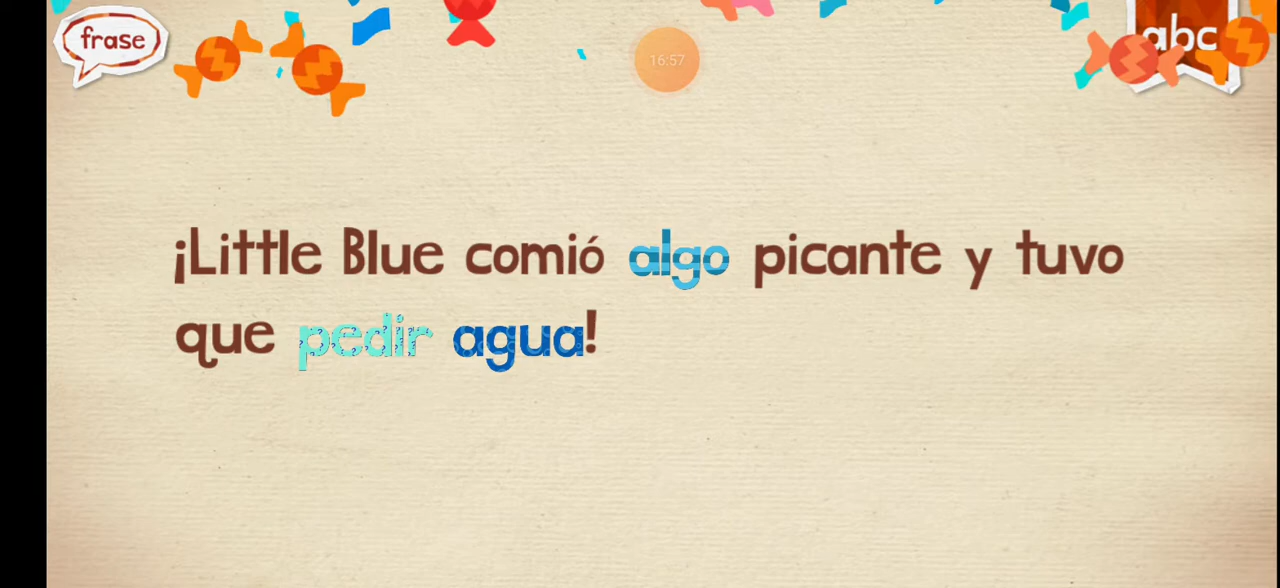 frase
16:57
abc
¡Little Blue comió algo picante y tuvo
que pedir agua!